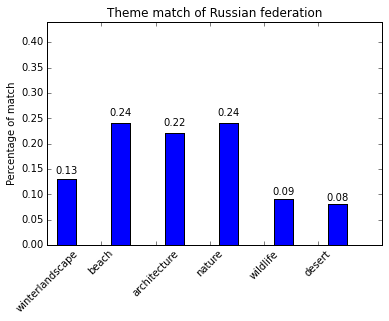 Theme match of Russian federation
Percentage of match
0.40
0.35
0.30
0.25
0.20
0.15
0.10
0.05
0.00
0.13
0.24
0.22
0.24
0.09
0.08
winterlandscape
beach
architecture
nature
wildlife
desert